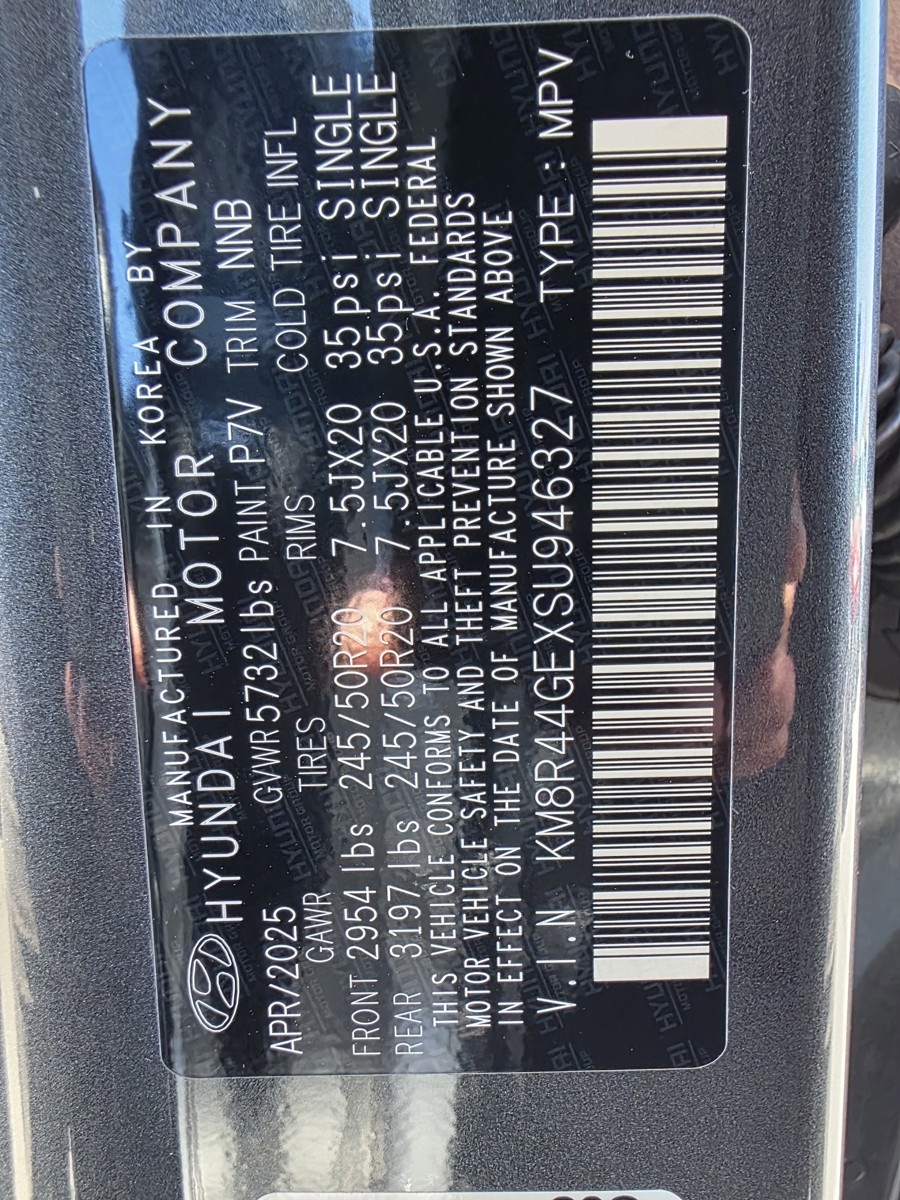 MANUFACTURED IN KOREA BY
HYUNDAI MOTOR COMPANY
APR/2025 GVWR5732lbs PAINT P7V TRIM NNB
GAWR TIRES RIMS COLD TIRE INFL
FRONT 2954 lbs 245/50R20 7.5JX20 35psi SINGLE
REAR 3197 lbs 245/50R20 7.5JX20 35psi SINGLE
THIS VEHICLE CONFORMS TO ALL APPLICABLE U.S.A. FEDERAL
MOTOR VEHICLE SAFETY AND THEFT PREVENTION STANDARDS
IN EFFECT ON THE DATE OF MANUFACTURE SHOWN ABOVE
V.I.N KM8R44GEXSU946327 TYPE : MPV